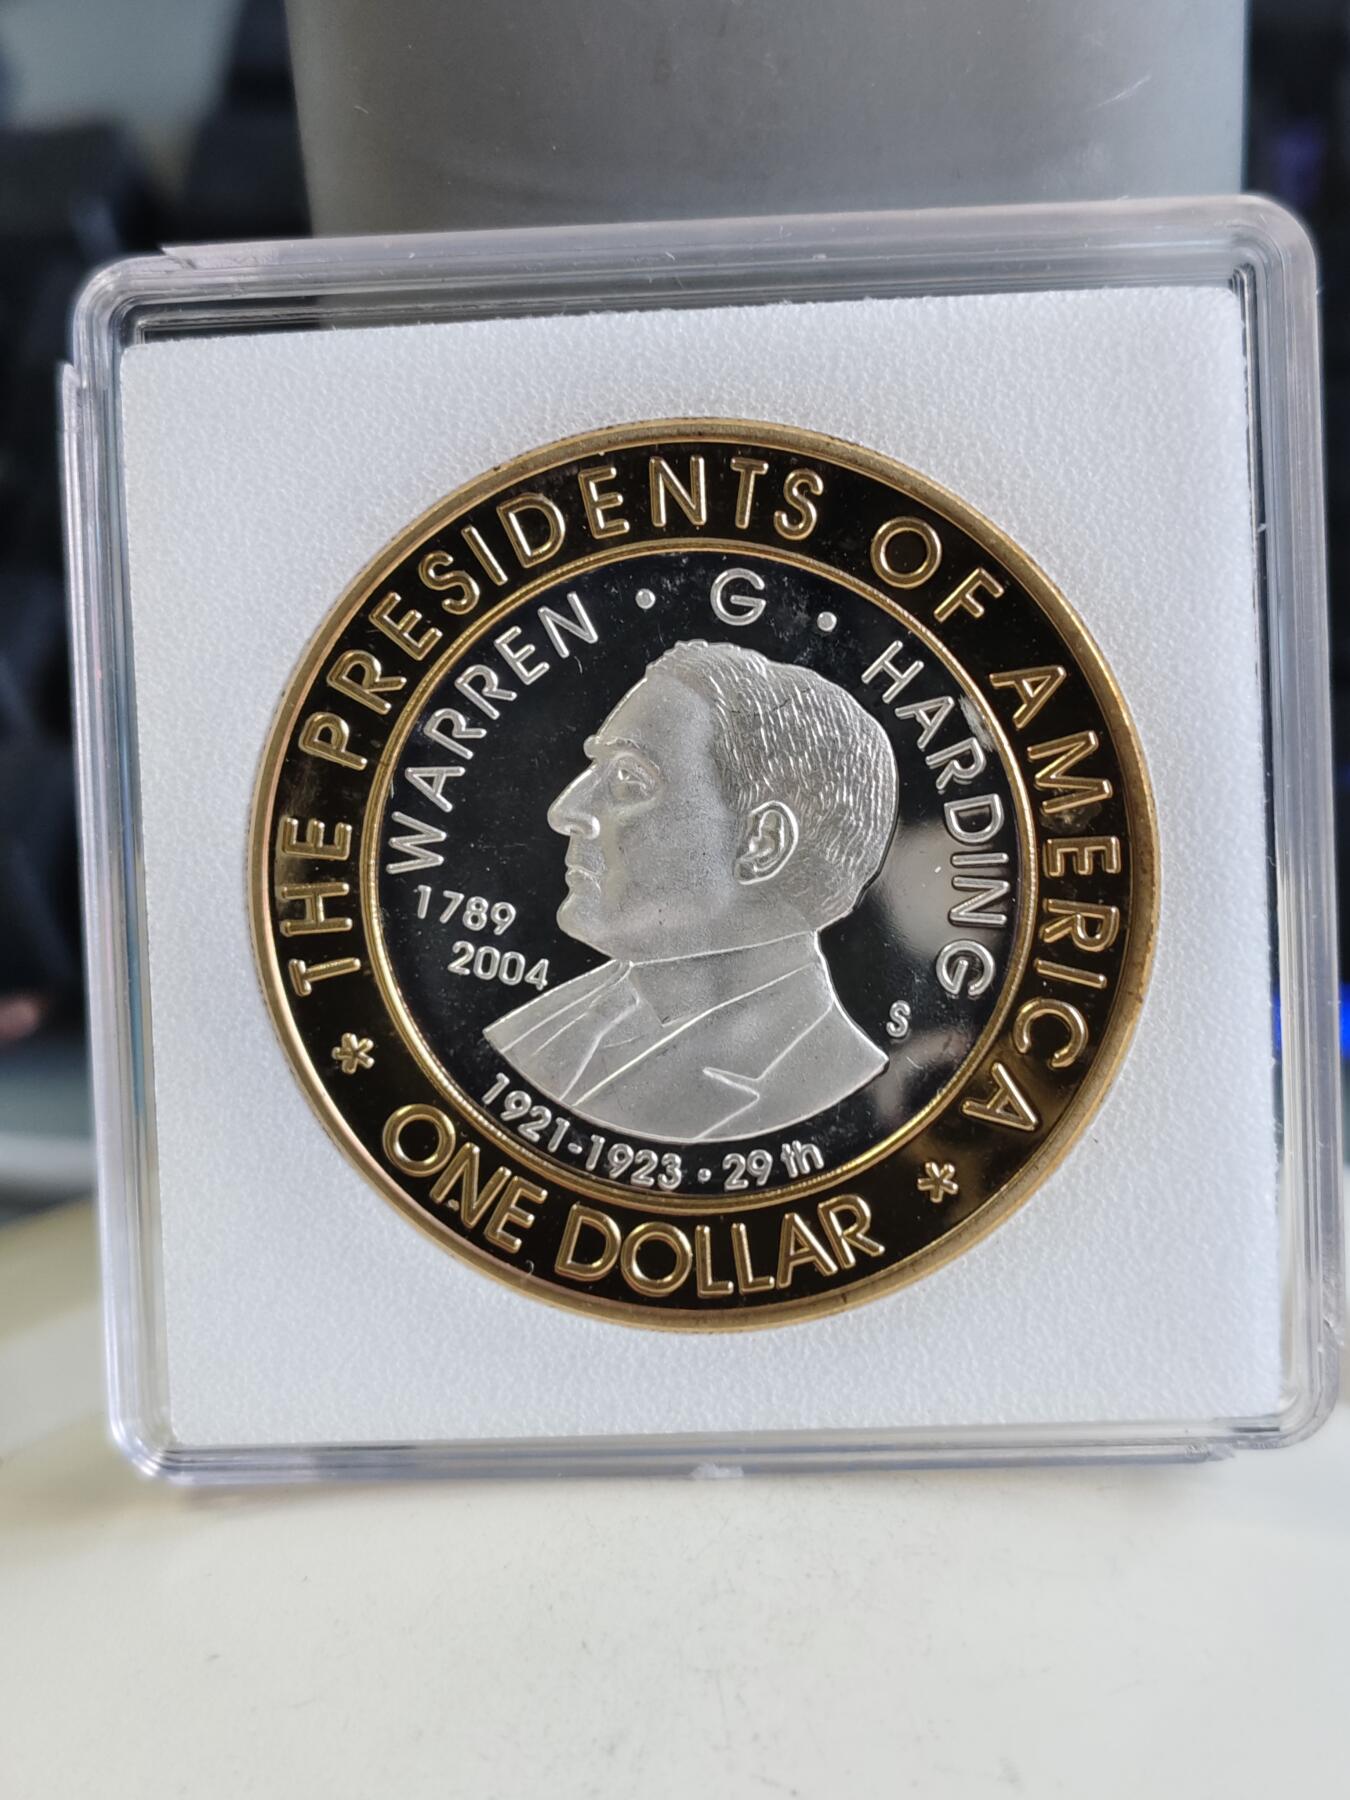 THE PRESIDENTS OF AMERICA
WARREN · G · HARDING
1789
2004
S
1921-1923 · 29 th
* ONE DOLLAR *